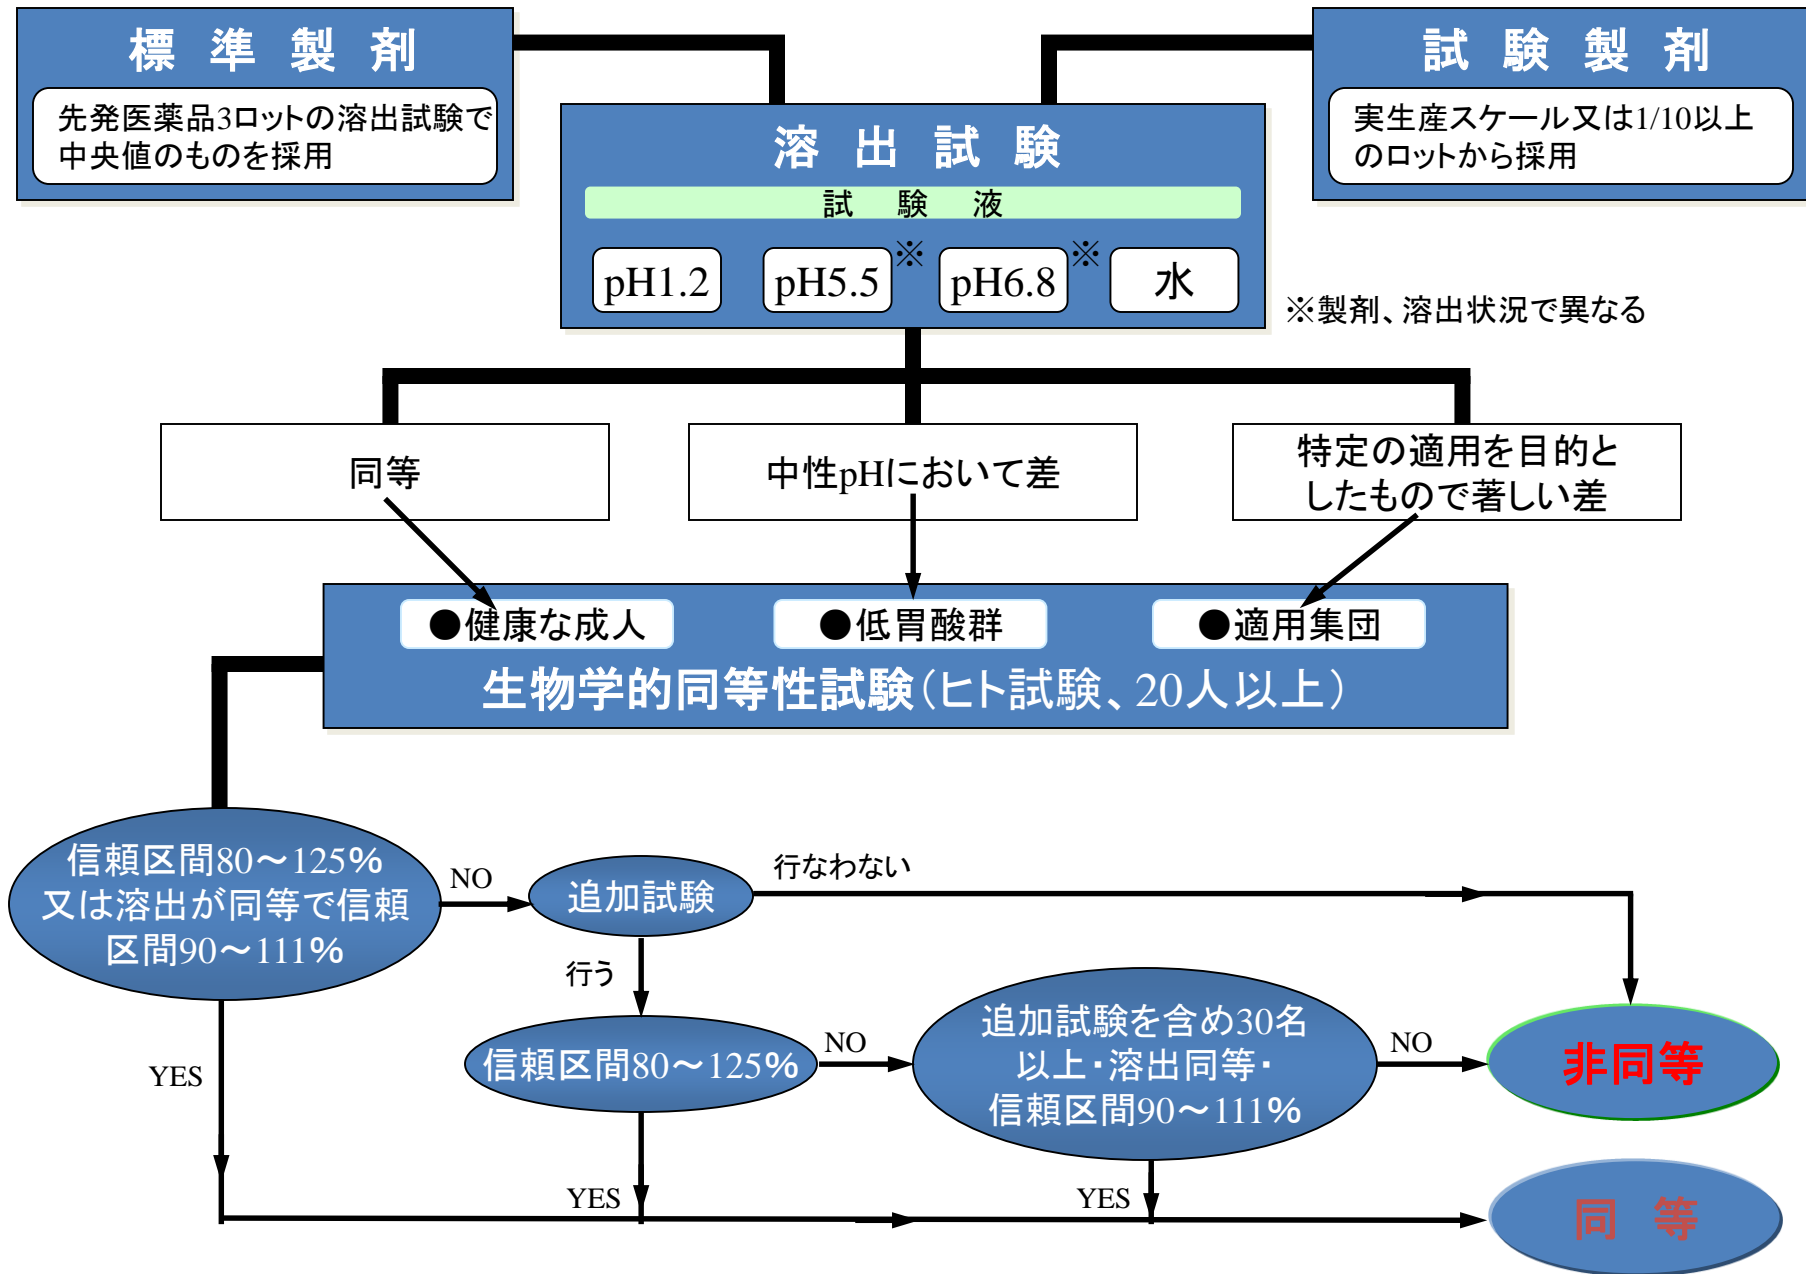 標準製剤
先発医薬品3ロットの溶出試験で
中央値のものを採用
試験製剤
実生産スケール又は1/10以上
のロットから採用
溶出試験
試験液
pH1.2
pH5.5
※
pH6.8
※
水
※製剤、溶出状況で異なる
同等
中性pHにおいて差
特定の適用を目的と
したもので著しい差
●健康な成人
●低胃酸群
●適用集団
生物学的同等性試験（ヒト試験、20人以上）
信頼区間80～125%
又は溶出が同等で信頼
区間90～111%
NO
追加試験
行なわない
行う
YES
信頼区間80～125%
NO
追加試験を含め30名
以上・溶出同等・
信頼区間90～111%
NO
非同等
YES
YES
同等